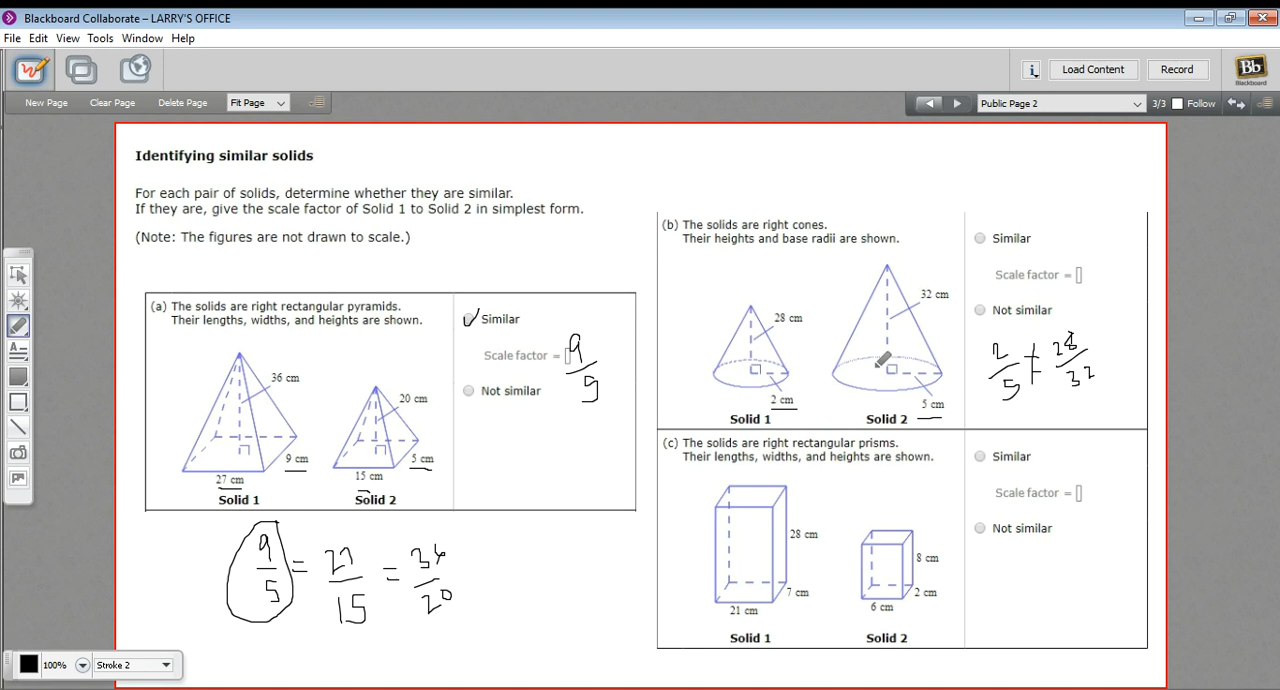 Blackboard Collaborate – LARRY'S OFFICE
File Edit View Tools Window Help
Load Content
Record
Bb
Blackboard
New Page Clear Page Delete Page Fit Page
Public Page 2
3/3 Follow
Identifying similar solids
For each pair of solids, determine whether they are similar.
If they are, give the scale factor of Solid 1 to Solid 2 in simplest form.
(Note: The figures are not drawn to scale.)
(a) The solids are right rectangular pyramids.
Their lengths, widths, and heights are shown.
36 cm
9 cm
27 cm
Solid 1
20 cm
5 cm
15 cm
Solid 2
Similar
Scale factor = 9/5
Not similar
9/5 = 27/15 = 36/20
(b) The solids are right cones.
Their heights and base radii are shown.
28 cm
2 cm
Solid 1
32 cm
5 cm
Solid 2
Similar
Scale factor =
Not similar
2/5 ≠ 28/32
(c) The solids are right rectangular prisms.
Their lengths, widths, and heights are shown.
28 cm
7 cm
21 cm
Solid 1
8 cm
2 cm
6 cm
Solid 2
Similar
Scale factor =
Not similar
100%
Stroke 2